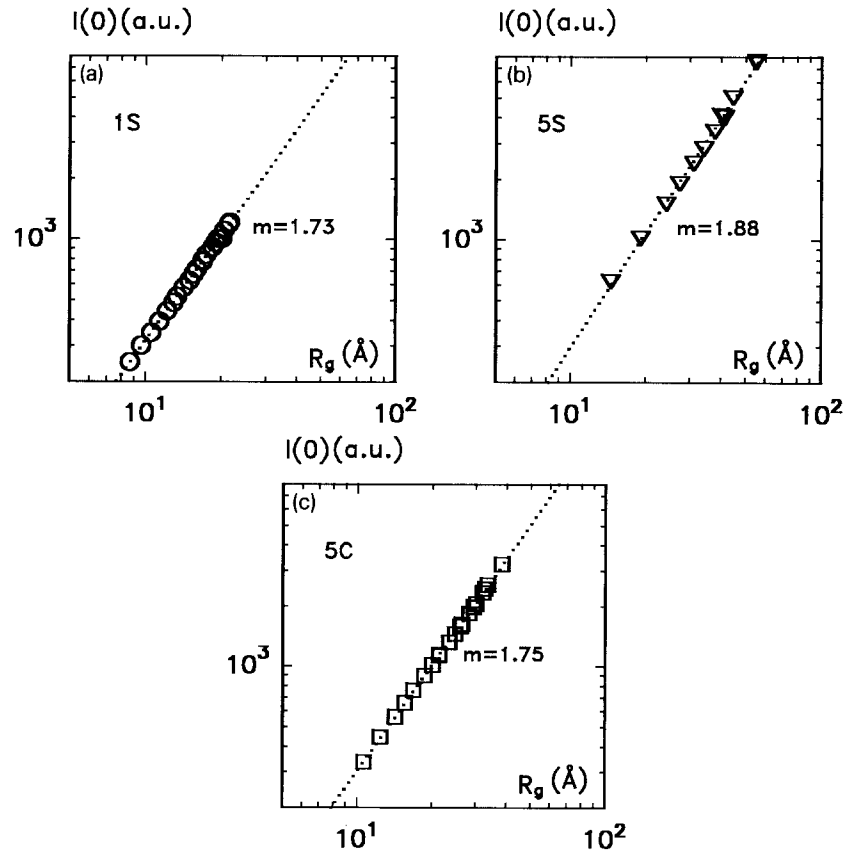 I(0)(a.u.)
(a)
1S
10³
m=1.73
Rg (Å)
10¹ 10²
I(0)(a.u.)
(b)
5S
10³
m=1.88
Rg (Å)
10¹ 10²
I(0)(a.u.)
(c)
5C
10³
m=1.75
Rg (Å)
10¹ 10²